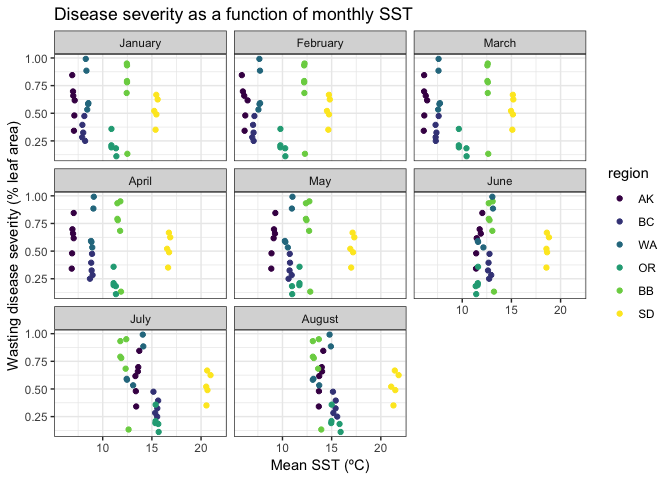 Disease severity as a function of monthly SST
January February March
1.00
0.75
0.50
0.25
April May June
1.00
0.75
0.50
0.25
10 15 20
July August
1.00
0.75
0.50
0.25
10 15 20 10 15 20
Mean SST (ºC)
Wasting disease severity (% leaf area)
region
AK
BC
WA
OR
BB
SD